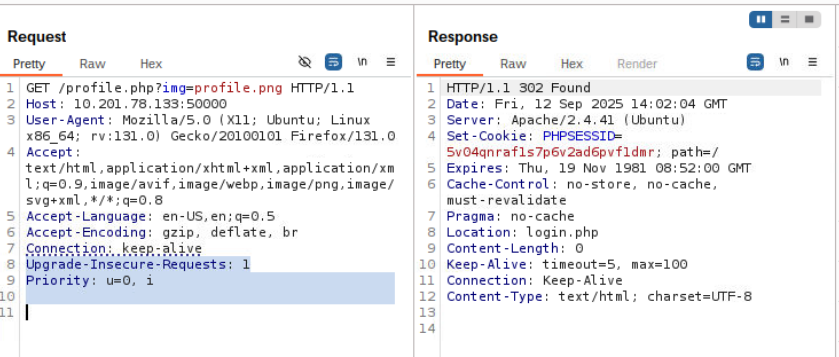 Request
Pretty Raw Hex \n
1 GET /profile.php?img=profile.png HTTP/1.1
2 Host: 10.201.78.133:50000
3 User-Agent: Mozilla/5.0 (X11; Ubuntu; Linux
x86_64; rv:131.0) Gecko/20100101 Firefox/131.0
4 Accept:
text/html,application/xhtml+xml,application/xm
l;q=0.9,image/avif,image/webp,image/png,image/
svg+xml,*/*;q=0.8
5 Accept-Language: en-US,en;q=0.5
6 Accept-Encoding: gzip, deflate, br
7 Connection: keep-alive
8 Upgrade-Insecure-Requests: 1
9 Priority: u=0, i
10
11
Response
Pretty Raw Hex Render \n
1 HTTP/1.1 302 Found
2 Date: Fri, 12 Sep 2025 14:02:04 GMT
3 Server: Apache/2.4.41 (Ubuntu)
4 Set-Cookie: PHPSESSID=
5v04qnraf1s7p6v2ad6pvf1dmr; path=/
5 Expires: Thu, 19 Nov 1981 08:52:00 GMT
6 Cache-Control: no-store, no-cache,
must-revalidate
7 Pragma: no-cache
8 Location: login.php
9 Content-Length: 0
10 Keep-Alive: timeout=5, max=100
11 Connection: Keep-Alive
12 Content-Type: text/html; charset=UTF-8
13
14